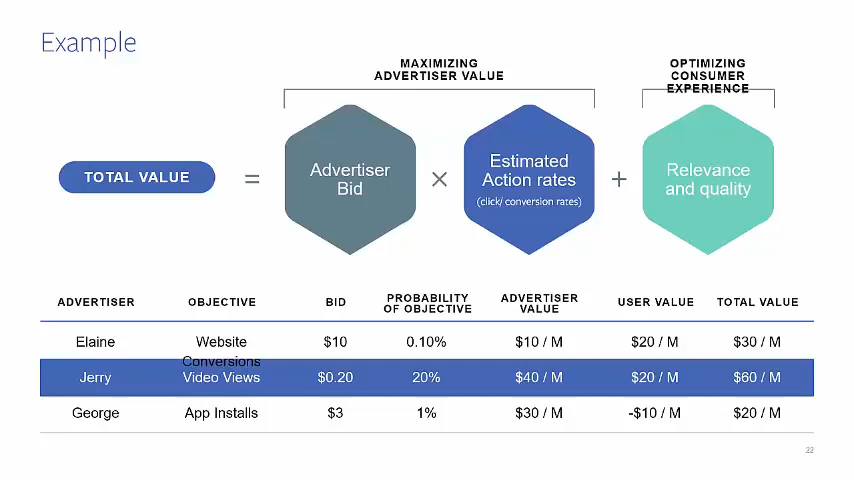 Example
MAXIMIZING
ADVERTISER VALUE
OPTIMIZING
CONSUMER
EXPERIENCE
TOTAL VALUE
=
Advertiser
Bid
×
Estimated
Action rates
(click/ conversion rates)
+
Relevance
and quality
ADVERTISER OBJECTIVE BID PROBABILITY OF OBJECTIVE ADVERTISER VALUE USER VALUE TOTAL VALUE
Elaine Website Conversions $10 0.10% $10 / M $20 / M $30 / M
Jerry Video Views $0.20 20% $40 / M $20 / M $60 / M
George App Installs $3 1% $30 / M -$10 / M $20 / M
22